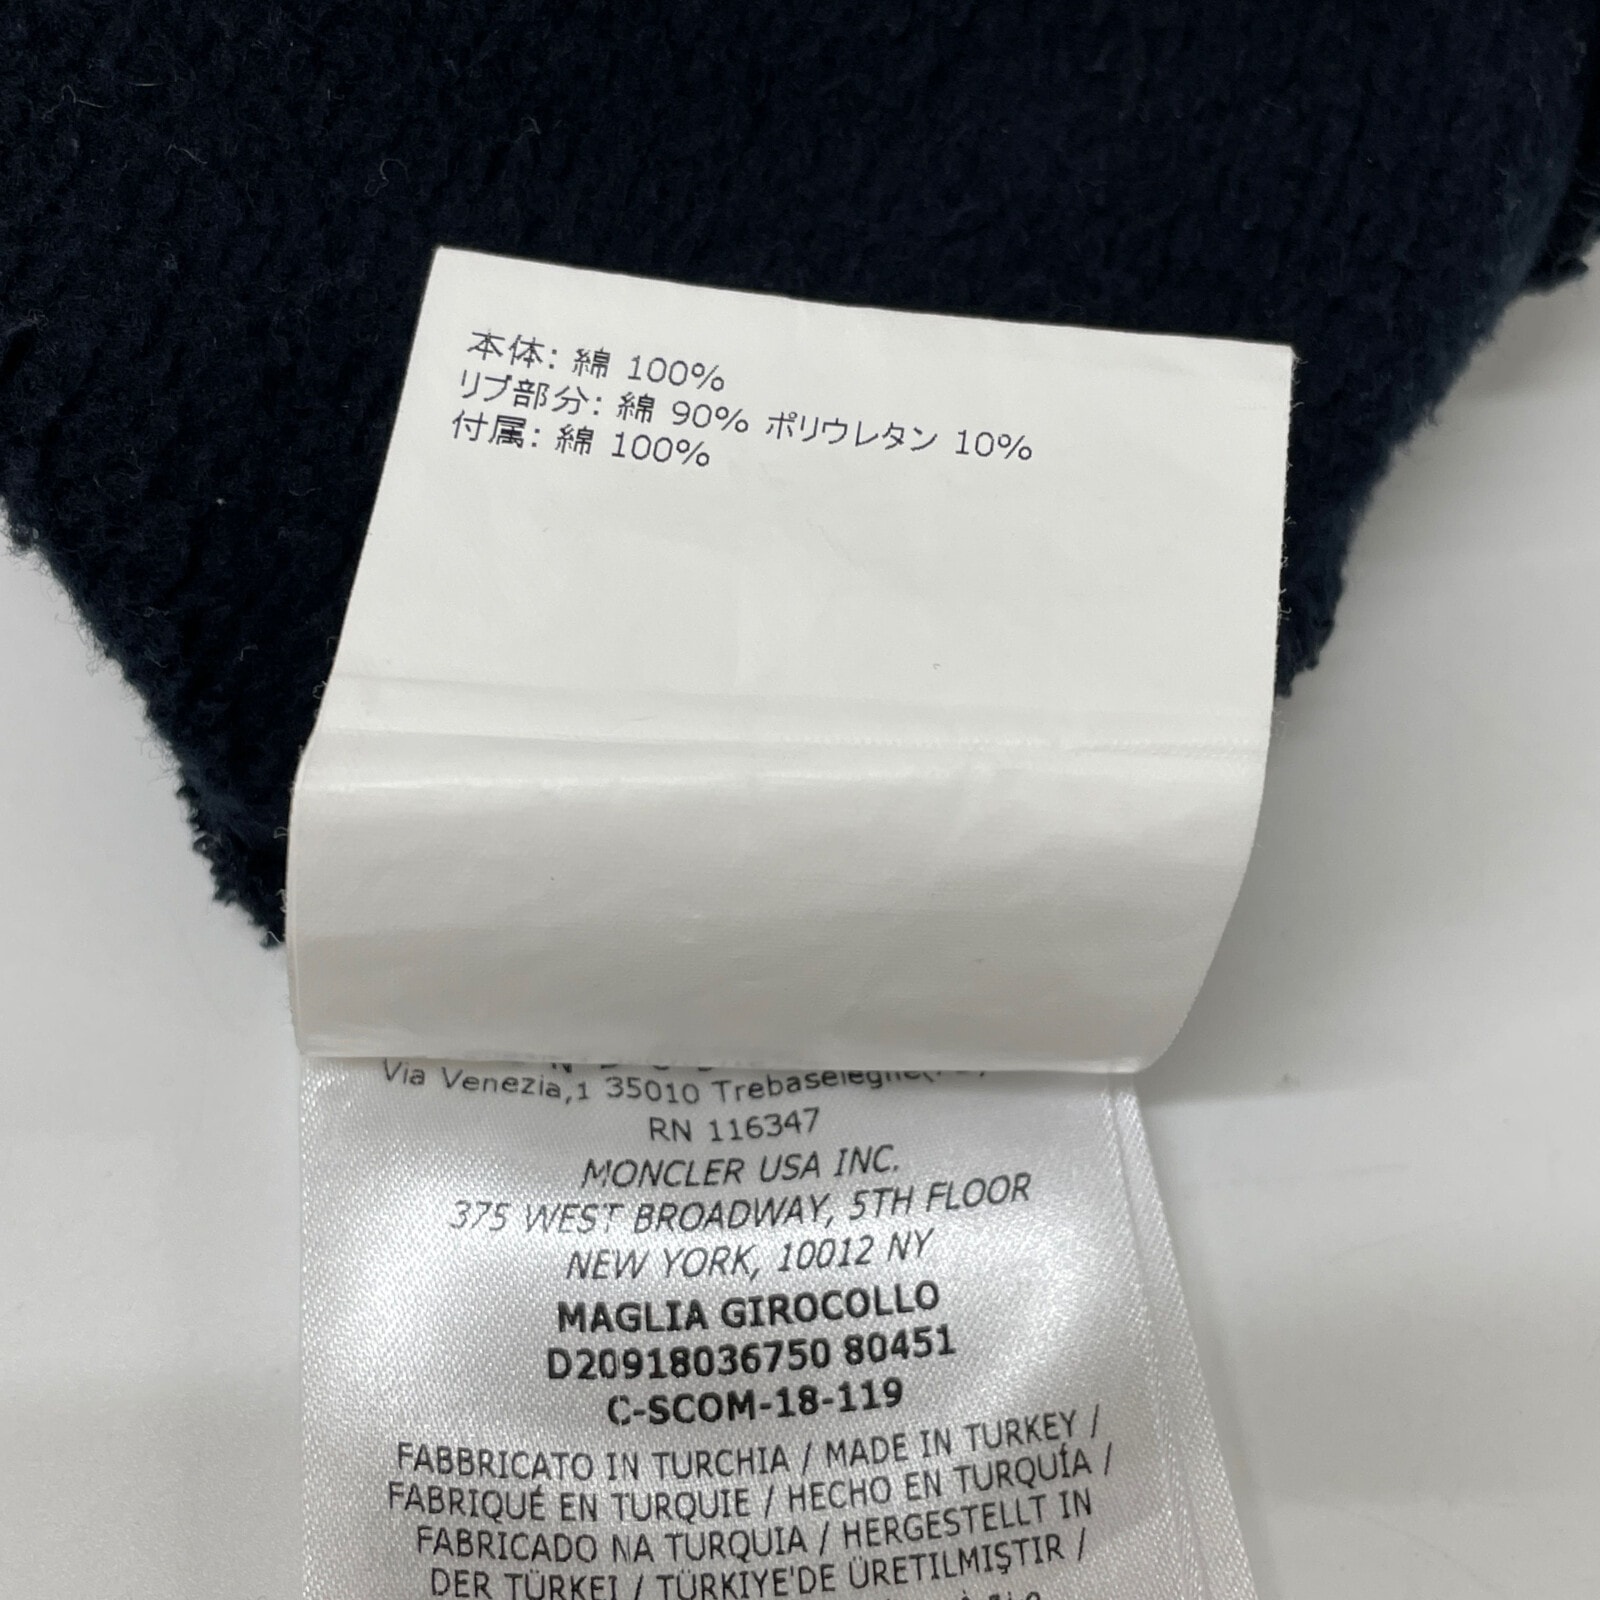 本体: 綿 100%
リブ部分: 綿 90% ポリウレタン 10%
付属: 綿 100%
Via Venezia,1 35010 Trebaseleghe
RN 116347
MONCLER USA INC.
375 WEST BROADWAY, 5TH FLOOR
NEW YORK, 10012 NY
MAGLIA GIROCOLLO
D20918036750 80451
C-SCOM-18-119
FABBRICATO IN TURCHIA / MADE IN TURKEY /
FABRIQUÉ EN TURQUIE / HECHO EN TURQUÍA /
FABRICADO NA TURQUIA / HERGESTELLT IN
DER TÜRKEI / TÜRKIYE'DE ÜRETILMIŞTIR /